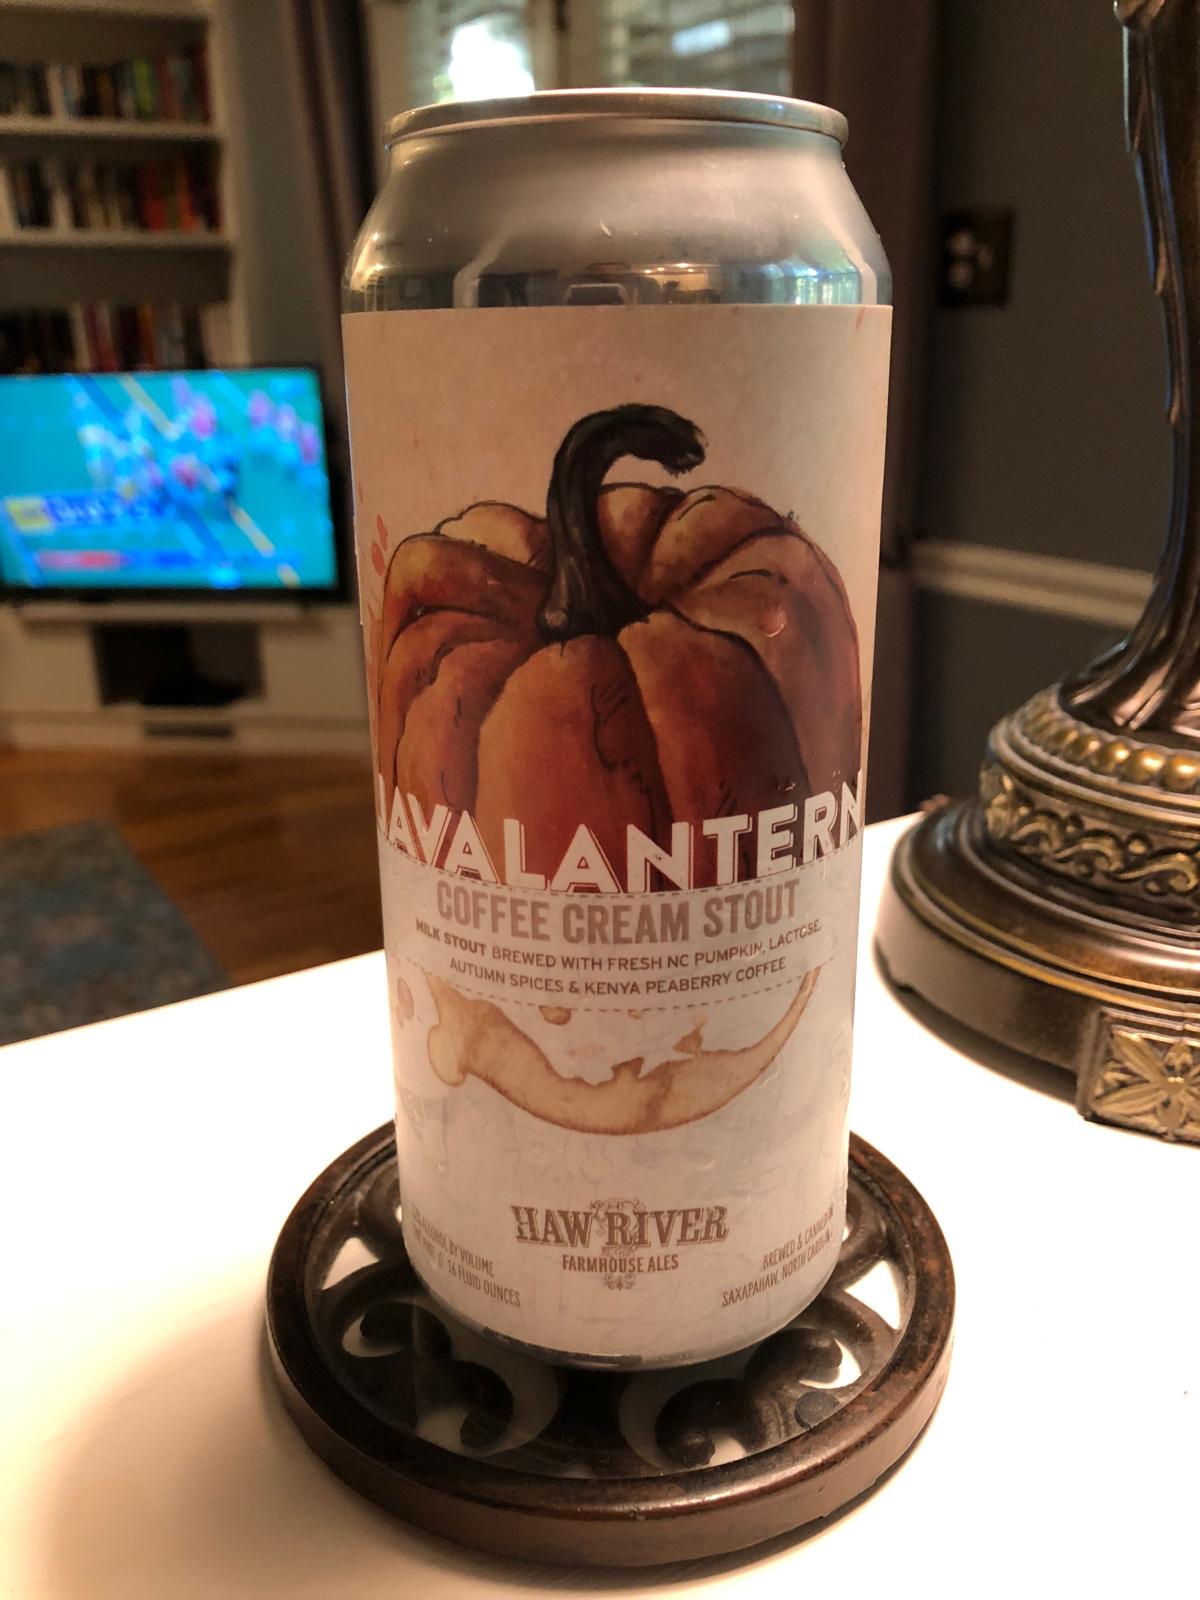 JAVALANTERN
COFFEE CREAM STOUT
MILK STOUT BREWED WITH FRESH NC PUMPKIN, LACTOSE,
AUTUMN SPICES & KENYA PEABERRY COFFEE
HAW RIVER
FARMHOUSE ALES
ALCOHOL BY VOLUME
PINT // 16 FLUID OUNCES
BREWED & CANNED IN
SAXAPAHAW, NORTH CAROLINA